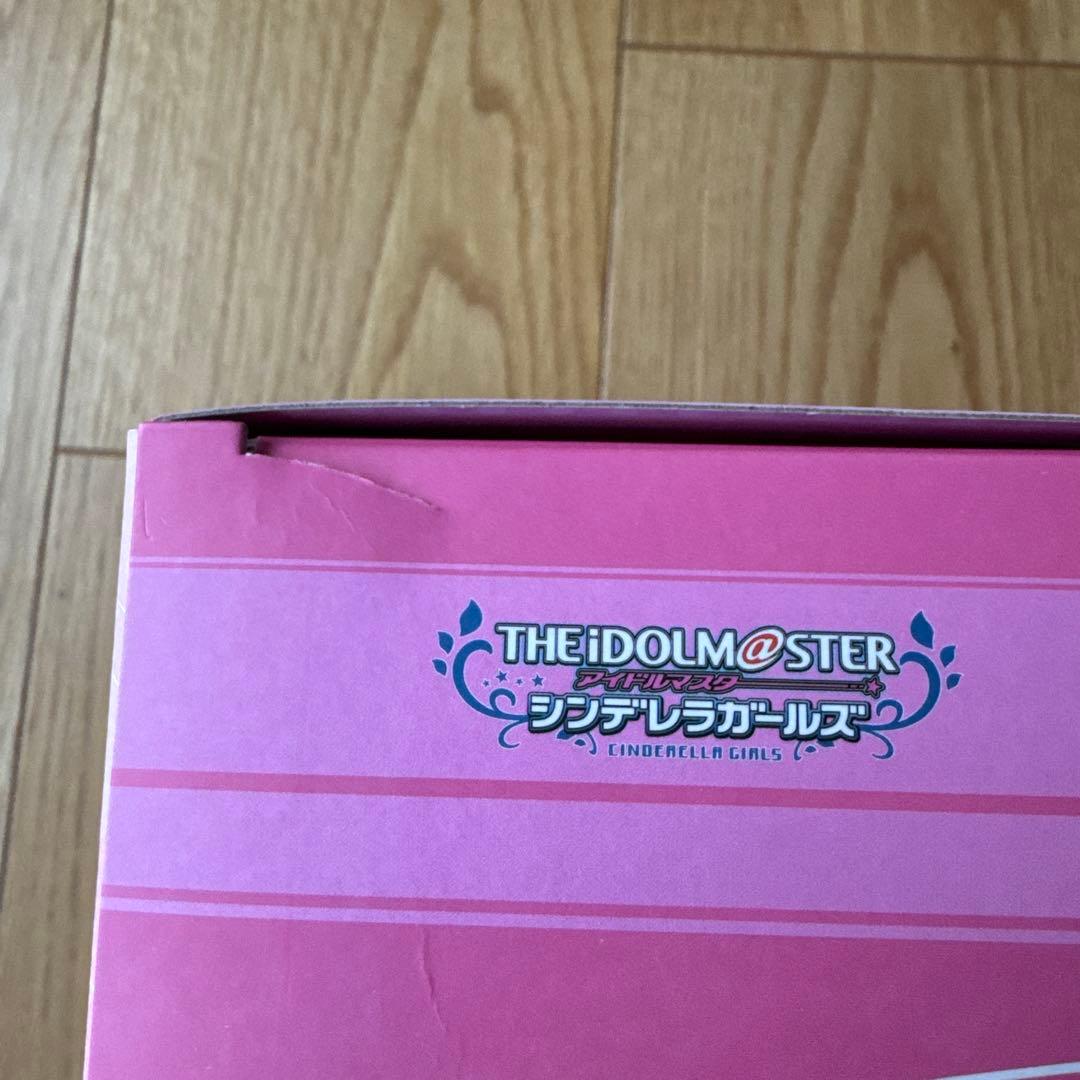 THE iDOLM@STER
アイドルマスター
シンデレラガールズ
CINDERELLA GIRLS